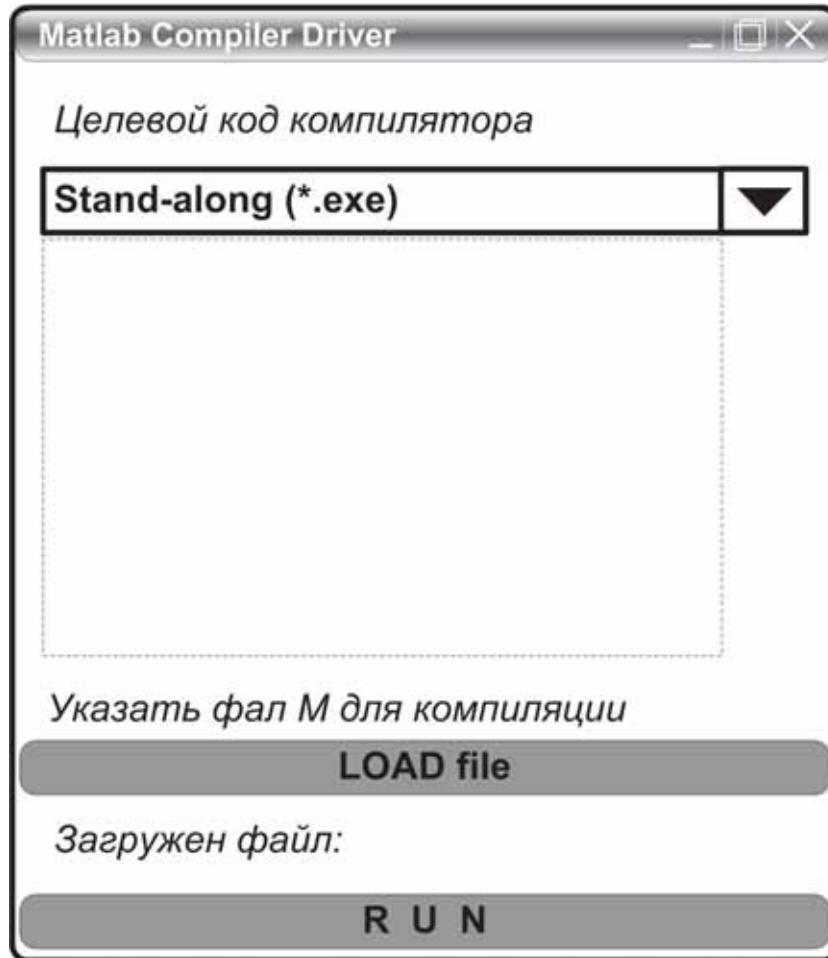 Matlab Compiler Driver
Целевой код компилятора
Stand-along (*.exe)
Указать фал М для компиляции
LOAD file
Загружен файл:
R U N